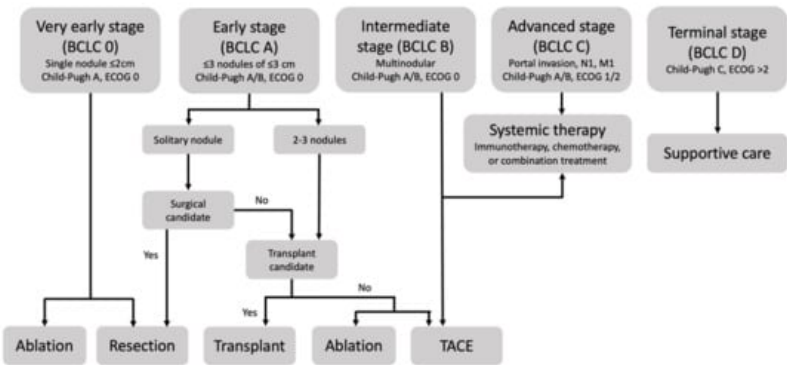 Very early stage
(BCLC 0)
Single nodule ≤2cm
Child-Pugh A, ECOG 0
Early stage
(BCLC A)
≤3 nodules of ≤3 cm
Child-Pugh A/B, ECOG 0
Intermediate
stage (BCLC B)
Multinodular
Child-Pugh A/B, ECOG 0
Advanced stage
(BCLC C)
Portal invasion, N1, M1
Child-Pugh A/B, ECOG 1/2
Terminal stage
(BCLC D)
Child-Pugh C, ECOG >2
Solitary nodule
2-3 nodules
Systemic therapy
Immunotherapy, chemotherapy,
or combination treatment
Supportive care
Surgical
candidate
No
Yes
Transplant
candidate
No
Yes
Ablation
Resection
Transplant
Ablation
TACE